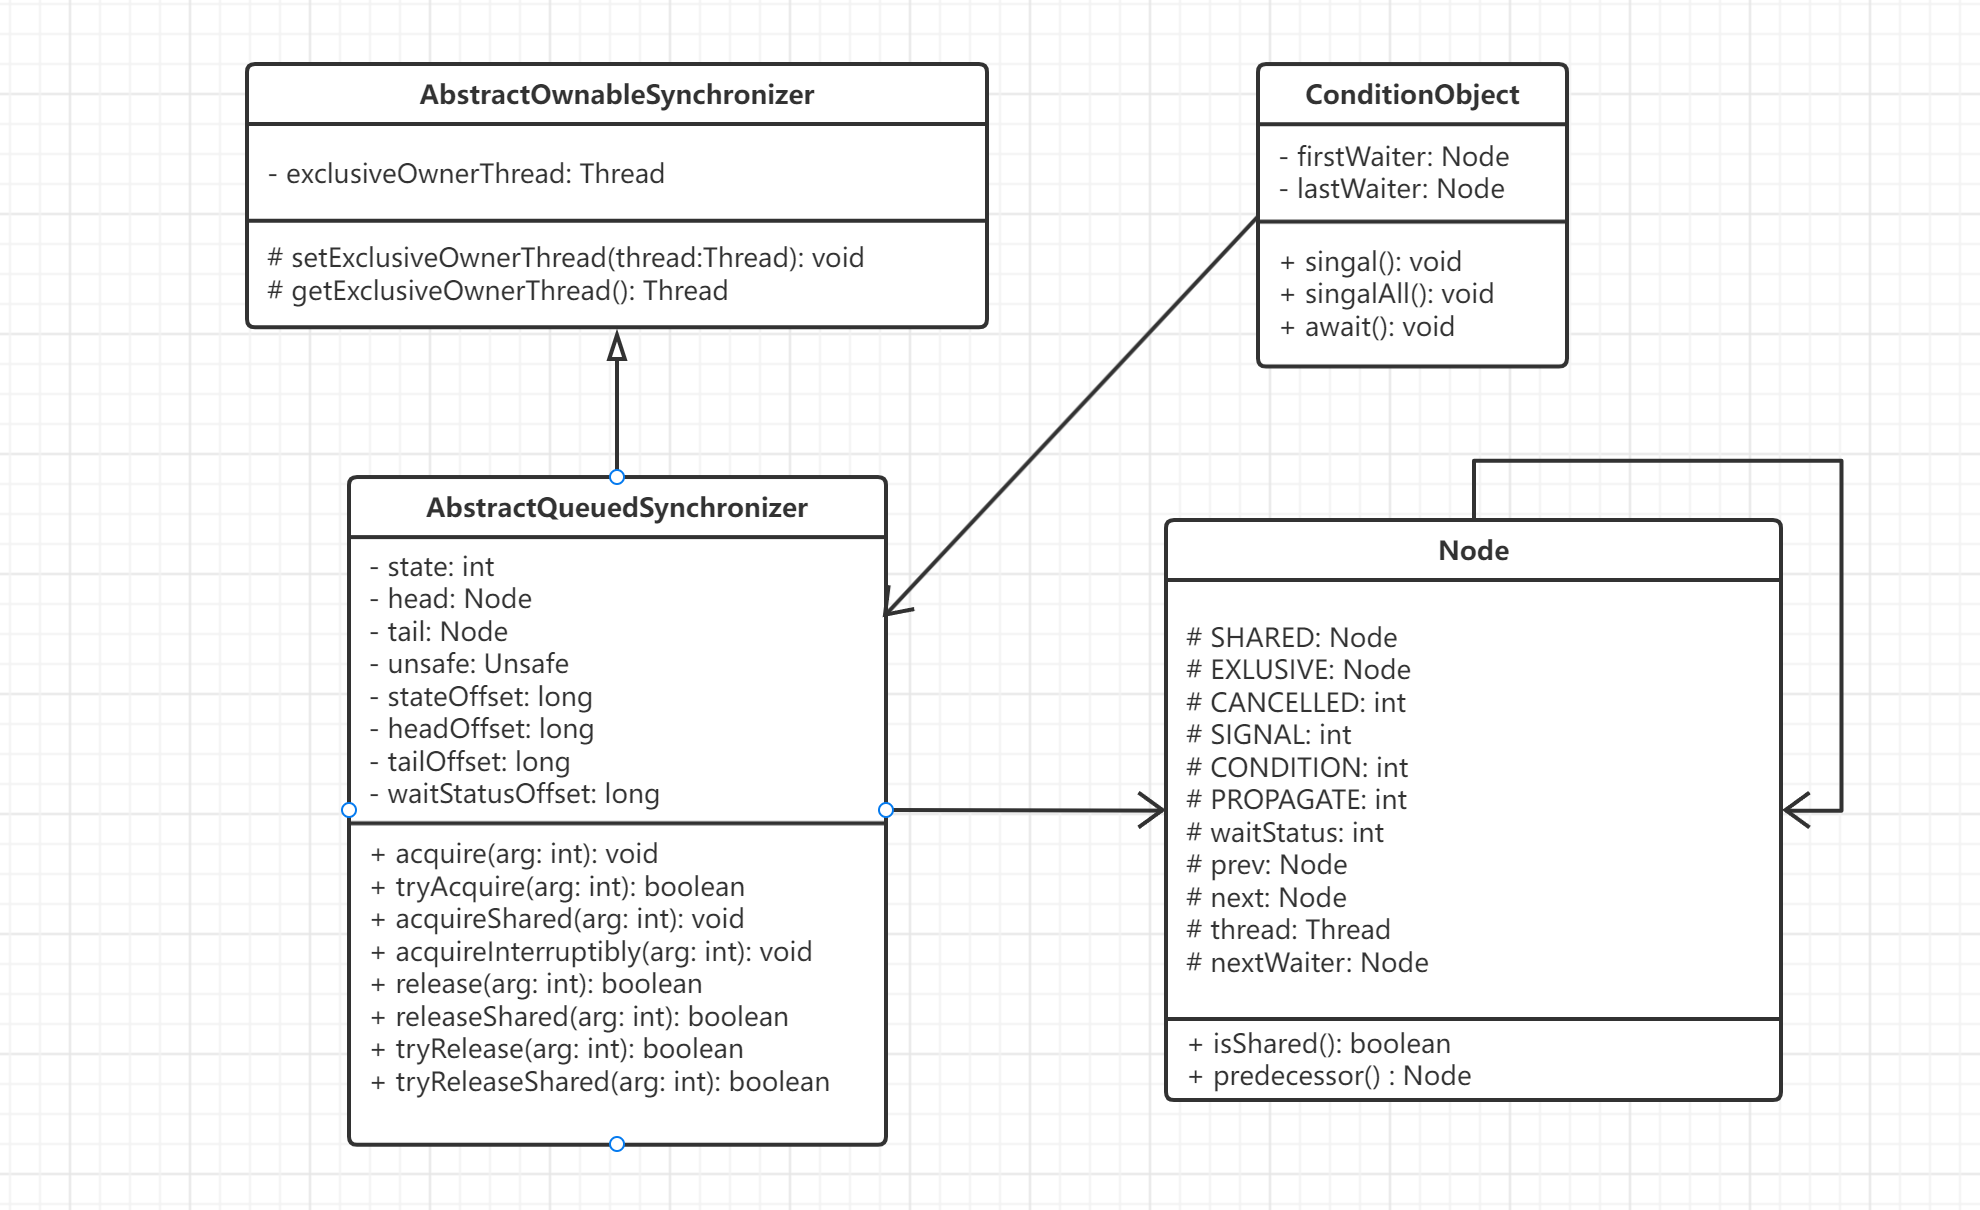 AbstractOwnableSynchronizer
- exclusiveOwnerThread: Thread
# setExclusiveOwnerThread(thread:Thread): void
# getExclusiveOwnerThread(): Thread
ConditionObject
- firstWaiter: Node
- lastWaiter: Node
+ singal(): void
+ singalAll(): void
+ await(): void
AbstractQueuedSynchronizer
- state: int
- head: Node
- tail: Node
- unsafe: Unsafe
- stateOffset: long
- headOffset: long
- tailOffset: long
- waitStatusOffset: long
+ acquire(arg: int): void
+ tryAcquire(arg: int): boolean
+ acquireShared(arg: int): void
+ acquireInterruptibly(arg: int): void
+ release(arg: int): boolean
+ releaseShared(arg: int): boolean
+ tryRelease(arg: int): boolean
+ tryReleaseShared(arg: int): boolean
Node
# SHARED: Node
# EXLUSIVE: Node
# CANCELLED: int
# SIGNAL: int
# CONDITION: int
# PROPAGATE: int
# waitStatus: int
# prev: Node
# next: Node
# thread: Thread
# nextWaiter: Node
+ isShared(): boolean
+ predecessor() : Node